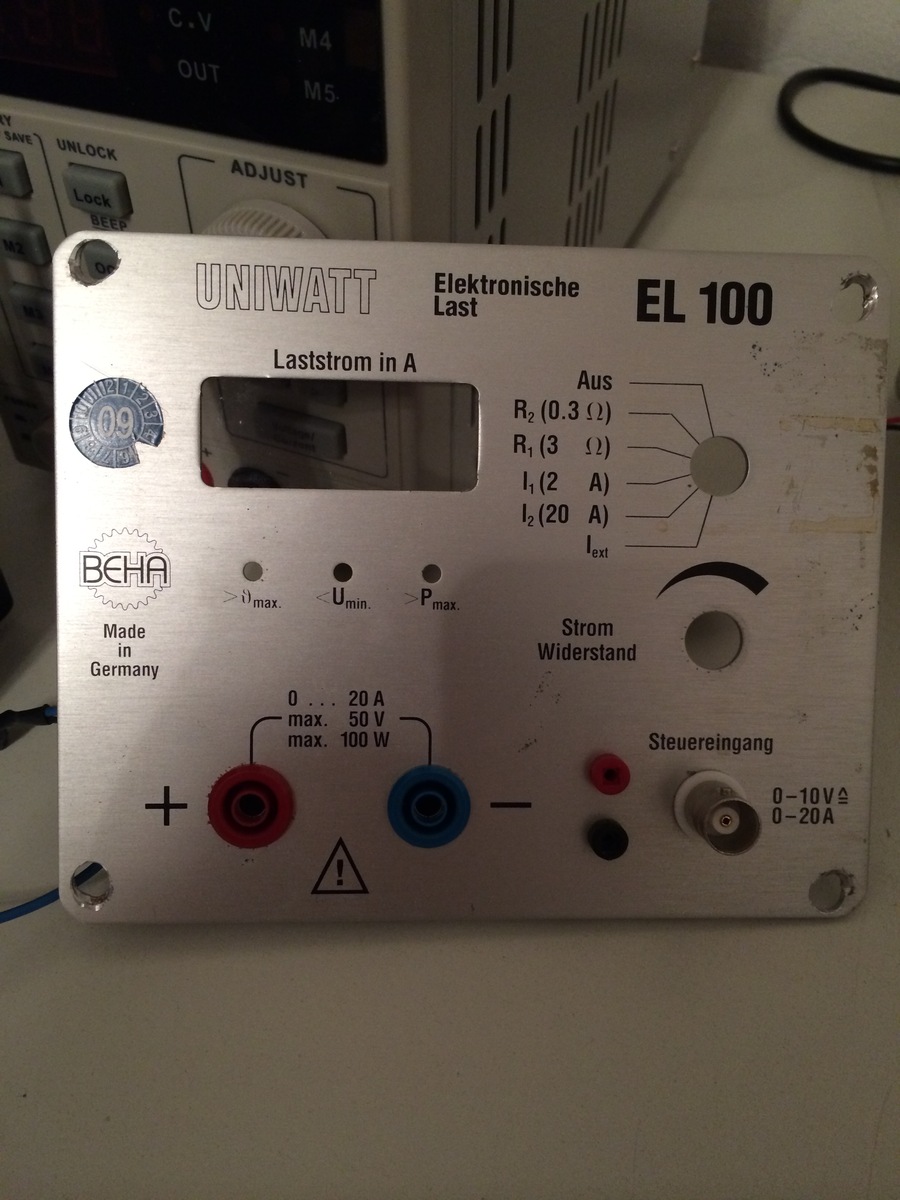 C.V
M4
OUT
M5
SAVE
UNLOCK
ADJUST
Lock
BEEP
M2
UNIWATT
Elektronische
Last
EL 100
Laststrom in A
Aus
R2 (0.3 Ω)
R1 (3 Ω)
I1 (2 A)
I2 (20 A)
Iext
09
BEHA
>ϑmax.
<Umin.
>Pmax.
Made
in
Germany
Strom
Widerstand
0 ... 20 A
max. 50 V
max. 100 W
Steuereingang
0–10 V ≙
0–20 A
+
−
!